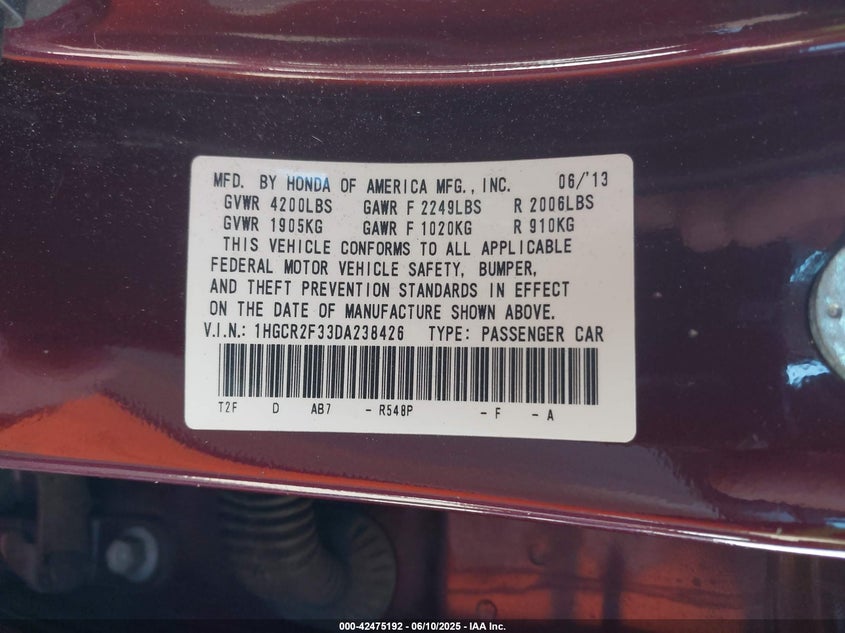 MFD. BY HONDA OF AMERICA MFG., INC. 06/'13
GVWR 4200LBS GAWR F 2249LBS R 2006LBS
GVWR 1905KG GAWR F 1020KG R 910KG
THIS VEHICLE CONFORMS TO ALL APPLICABLE
FEDERAL MOTOR VEHICLE SAFETY, BUMPER,
AND THEFT PREVENTION STANDARDS IN EFFECT
ON THE DATE OF MANUFACTURE SHOWN ABOVE.
V.I.N.: 1HGCR2F33DA238426 TYPE: PASSENGER CAR
T2F D AB7 - R548P - F - A
000-42475192 - 06/10/2025 - IAA Inc.